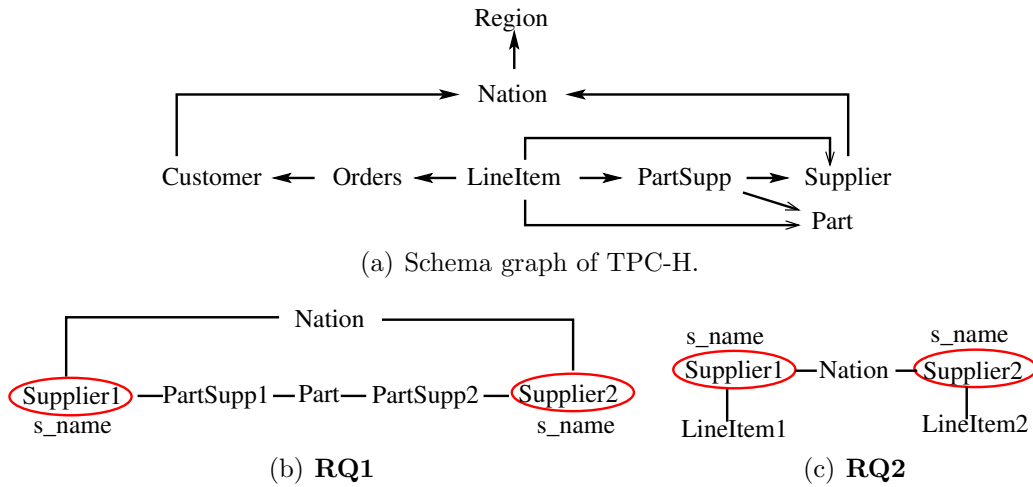 Region
Nation
Customer Orders LineItem PartSupp Supplier
Part
(a) Schema graph of TPC-H.
Nation
Supplier1 PartSupp1 Part PartSupp2 Supplier2
s_name s_name
(b) RQ1
s_name s_name
Supplier1 Nation Supplier2
LineItem1 LineItem2
(c) RQ2